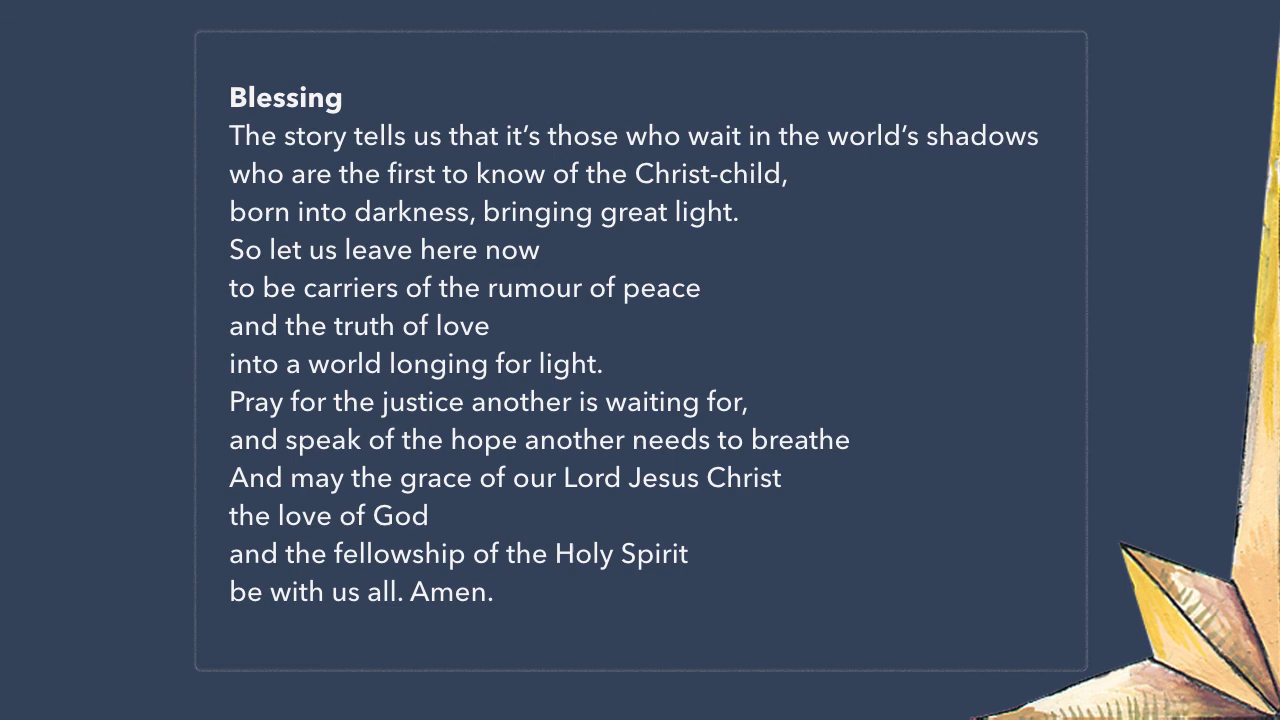 Blessing
The story tells us that it’s those who wait in the world’s shadows
who are the first to know of the Christ-child,
born into darkness, bringing great light.
So let us leave here now
to be carriers of the rumour of peace
and the truth of love
into a world longing for light.
Pray for the justice another is waiting for,
and speak of the hope another needs to breathe
And may the grace of our Lord Jesus Christ
the love of God
and the fellowship of the Holy Spirit
be with us all. Amen.